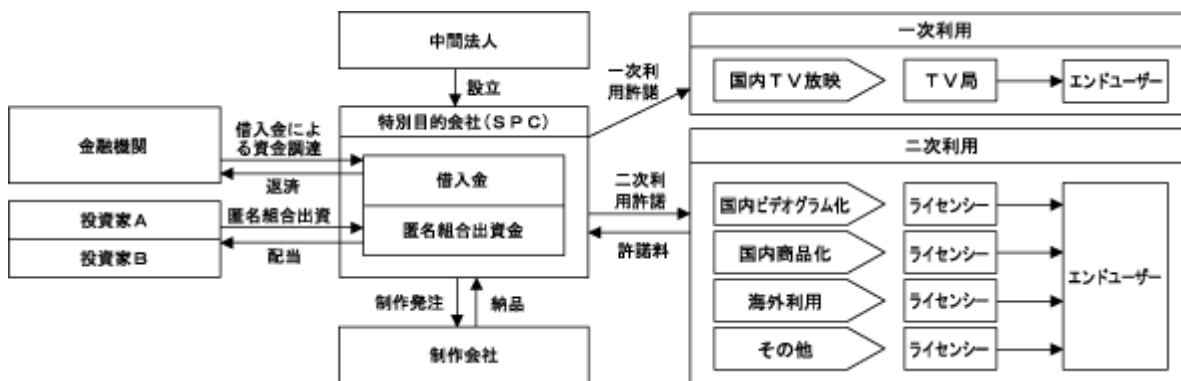 中間法人
設立
特別目的会社(SPC)
借入金
匿名組合出資金
金融機関
借入金によ
る資金調達
返済
投資家A
投資家B
匿名組合出資
配当
制作発注
納品
制作会社
一次利
用許諾
二次利
用許諾
許諾料
一次利用
国内TV放映
TV局
エンドユーザー
二次利用
国内ビデオグラム化
ライセンシー
国内商品化
ライセンシー
海外利用
ライセンシー
その他
ライセンシー
エンドユーザー